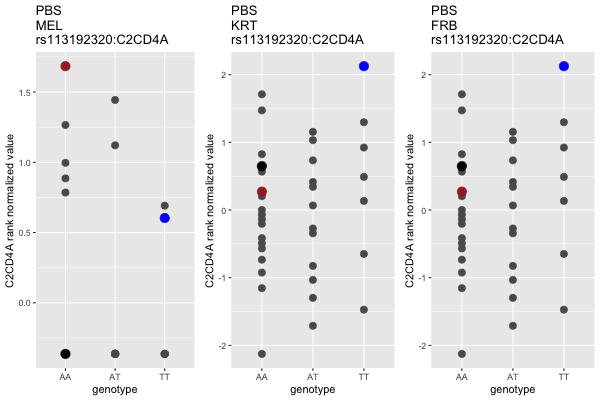 PBS
MEL
rs113192320:C2CD4A
C2CD4A rank normalized value
1.5
1.0
0.5
0.0
AA AT TT
genotype
PBS
KRT
rs113192320:C2CD4A
C2CD4A rank normalized value
2
1
0
-1
-2
AA AT TT
genotype
PBS
FRB
rs113192320:C2CD4A
C2CD4A rank normalized value
2
1
0
-1
-2
AA AT TT
genotype